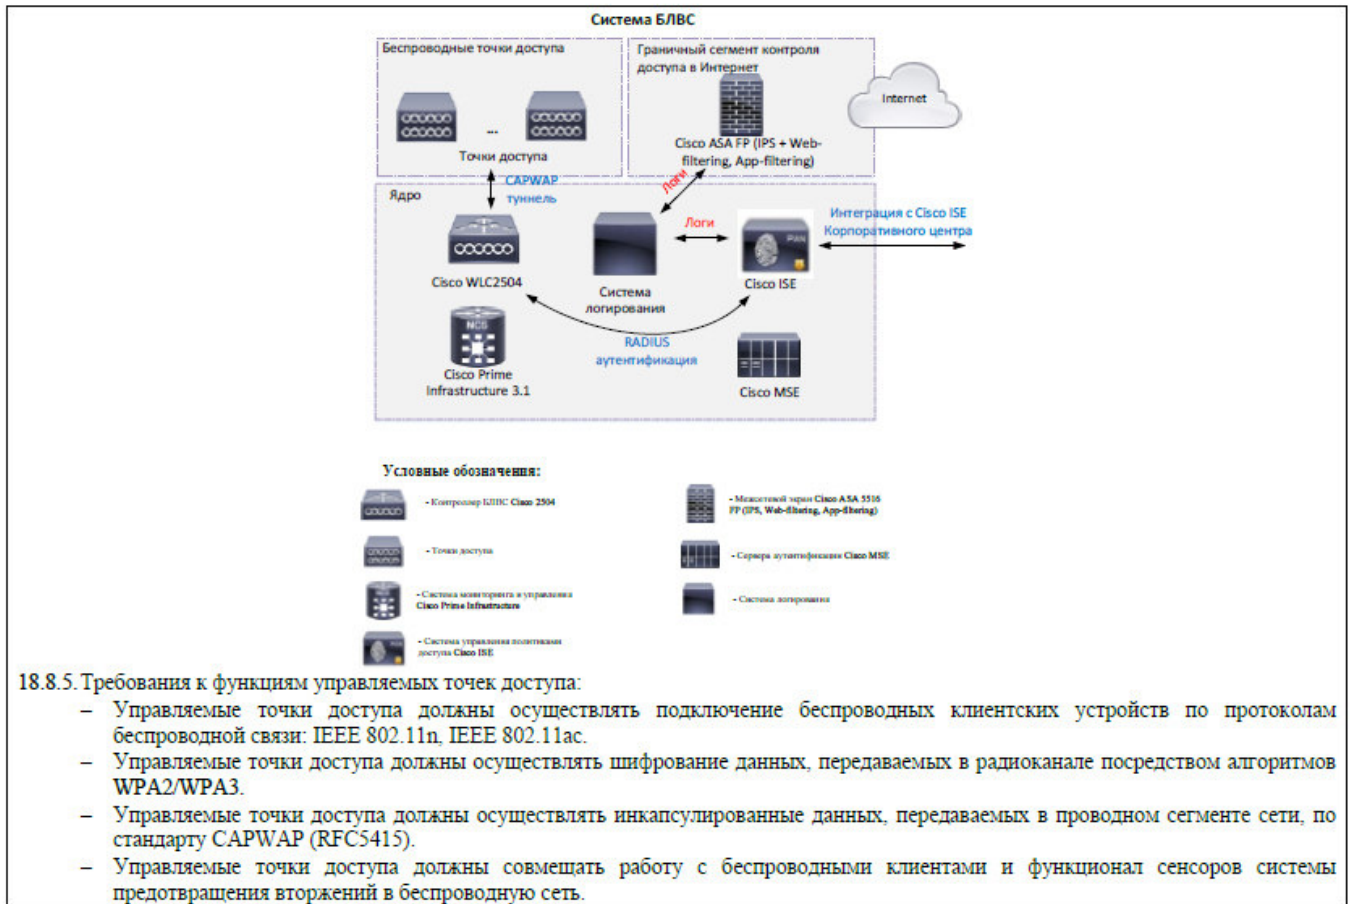 Система БЛВС
Беспроводные точки доступа
...
Точки доступа
Граничный сегмент контроля
доступа в Интернет
Cisco ASA FP (IPS + Web-
filtering, App-filtering)
Internet
CAPWAP
туннель
Логи
Ядро
Cisco WLC2504
Система
логирования
Логи
PAN
Cisco ISE
Интеграция с Cisco ISE
Корпоративного центра
RADIUS
аутентификация
NCS
Cisco Prime
Infrastructure 3.1
Cisco MSE
Условные обозначения:
- Контроллер БЛВС Cisco 2504
- Межсетевой экран Cisco ASA 5516
FP (IPS, Web-filtering, App-filtering)
- Точки доступа
- Сервера аутентификации Cisco MSE
- Система мониторинга и управления
Cisco Prime Infrastructure
- Система логирования
- Система управления политиками
доступа Cisco ISE
18.8.5. Требования к функциям управляемых точек доступа:
– Управляемые точки доступа должны осуществлять подключение беспроводных клиентских устройств по протоколам
беспроводной связи: IEEE 802.11n, IEEE 802.11ac.
– Управляемые точки доступа должны осуществлять шифрование данных, передаваемых в радиоканале посредством алгоритмов
WPA2/WPA3.
– Управляемые точки доступа должны осуществлять инкапсулированные данных, передаваемых в проводном сегменте сети, по
стандарту CAPWAP (RFC5415).
– Управляемые точки доступа должны совмещать работу с беспроводными клиентами и функционал сенсоров системы
предотвращения вторжений в беспроводную сеть.